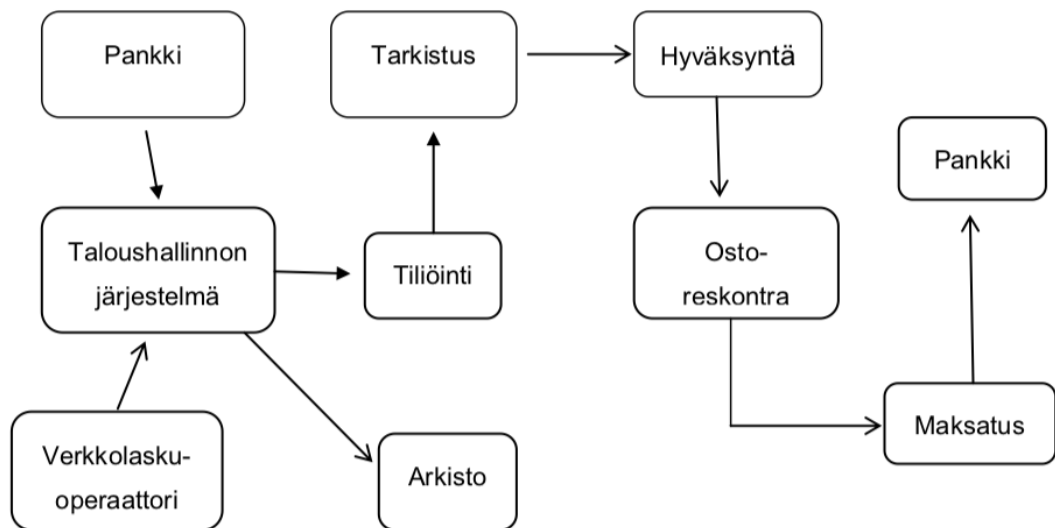 Pankki
Tarkistus
Hyväksyntä
Pankki
Taloushallinnon
järjestelmä
Tiliöinti
Osto-
reskontra
Verkkolasku-
operaattori
Arkisto
Maksatus